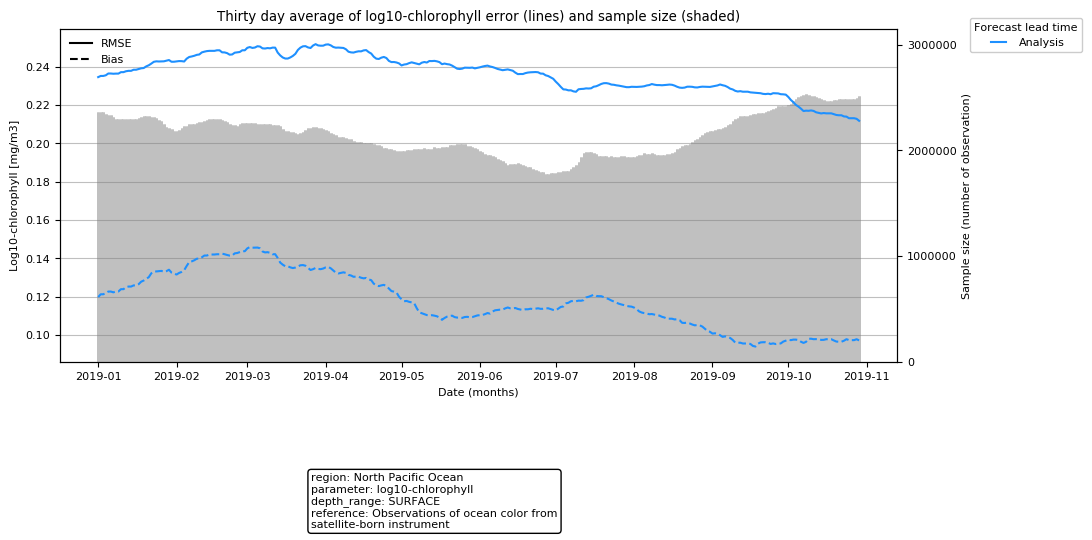 Thirty day average of log10-chlorophyll error (lines) and sample size (shaded)
Forecast lead time
Analysis
RMSE
Bias
Log10-chlorophyll [mg/m3]
0.24
0.22
0.20
0.18
0.16
0.14
0.12
0.10
3000000
2000000
1000000
0
Sample size (number of observation)
2019-01
2019-02
2019-03
2019-04
2019-05
2019-06
2019-07
2019-08
2019-09
2019-10
2019-11
Date (months)
region: North Pacific Ocean
parameter: log10-chlorophyll
depth_range: SURFACE
reference: Observations of ocean color from
satellite-born instrument